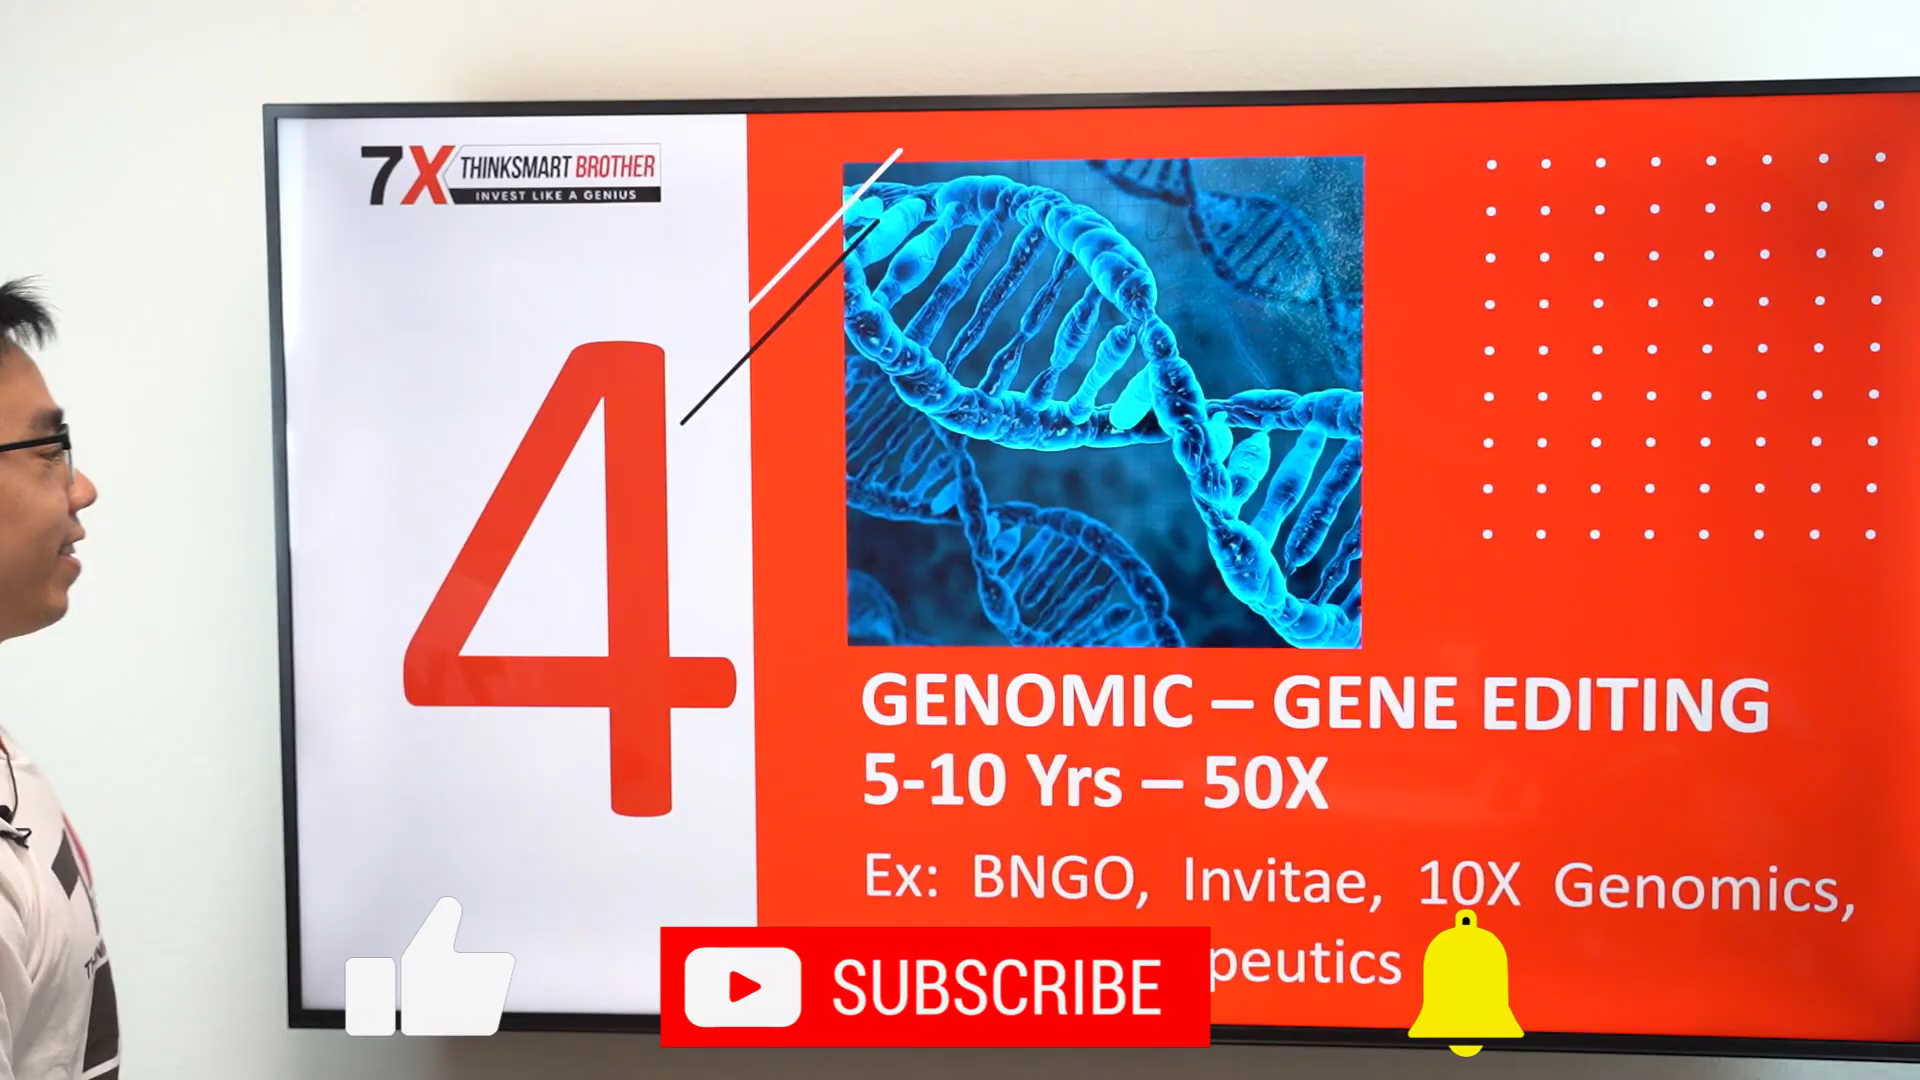 7X THINKSMART BROTHER
INVEST LIKE A GENIUS
4
GENOMIC – GENE EDITING
5-10 Yrs – 50X
Ex: BNGO, Invitae, 10X Genomics,
peutics
SUBSCRIBE